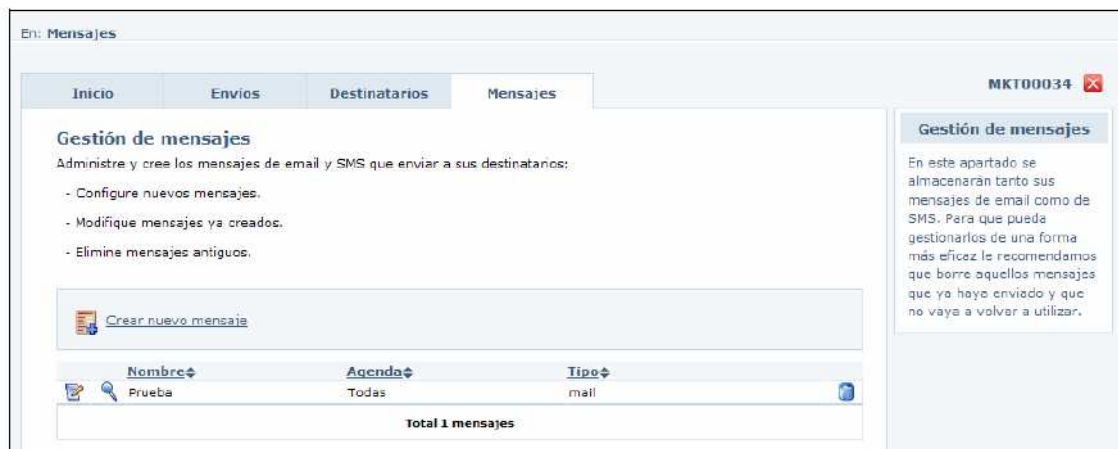 En: Mensajes
Inicio
Envios
Destinatarios
Mensajes
MKT00034
Gestión de mensajes
Administre y cree los mensajes de email y SMS que enviar a sus destinatarios:
- Configure nuevos mensajes.
- Modifique mensajes ya creados.
- Elimine mensajes antiguos.
Crear nuevo mensaje
Nombre Agenda Tipo
Prueba Todas mail
Total 1 mensajes
Gestión de mensajes
En este apartado se
almacenarán tanto sus
mensajes de email como de
SMS. Para que pueda
gestionarlos de una forma
más eficaz le recomendamos
que borre aquellos mensajes
que ya haya enviado y que
no vaya a volver a utilizar.